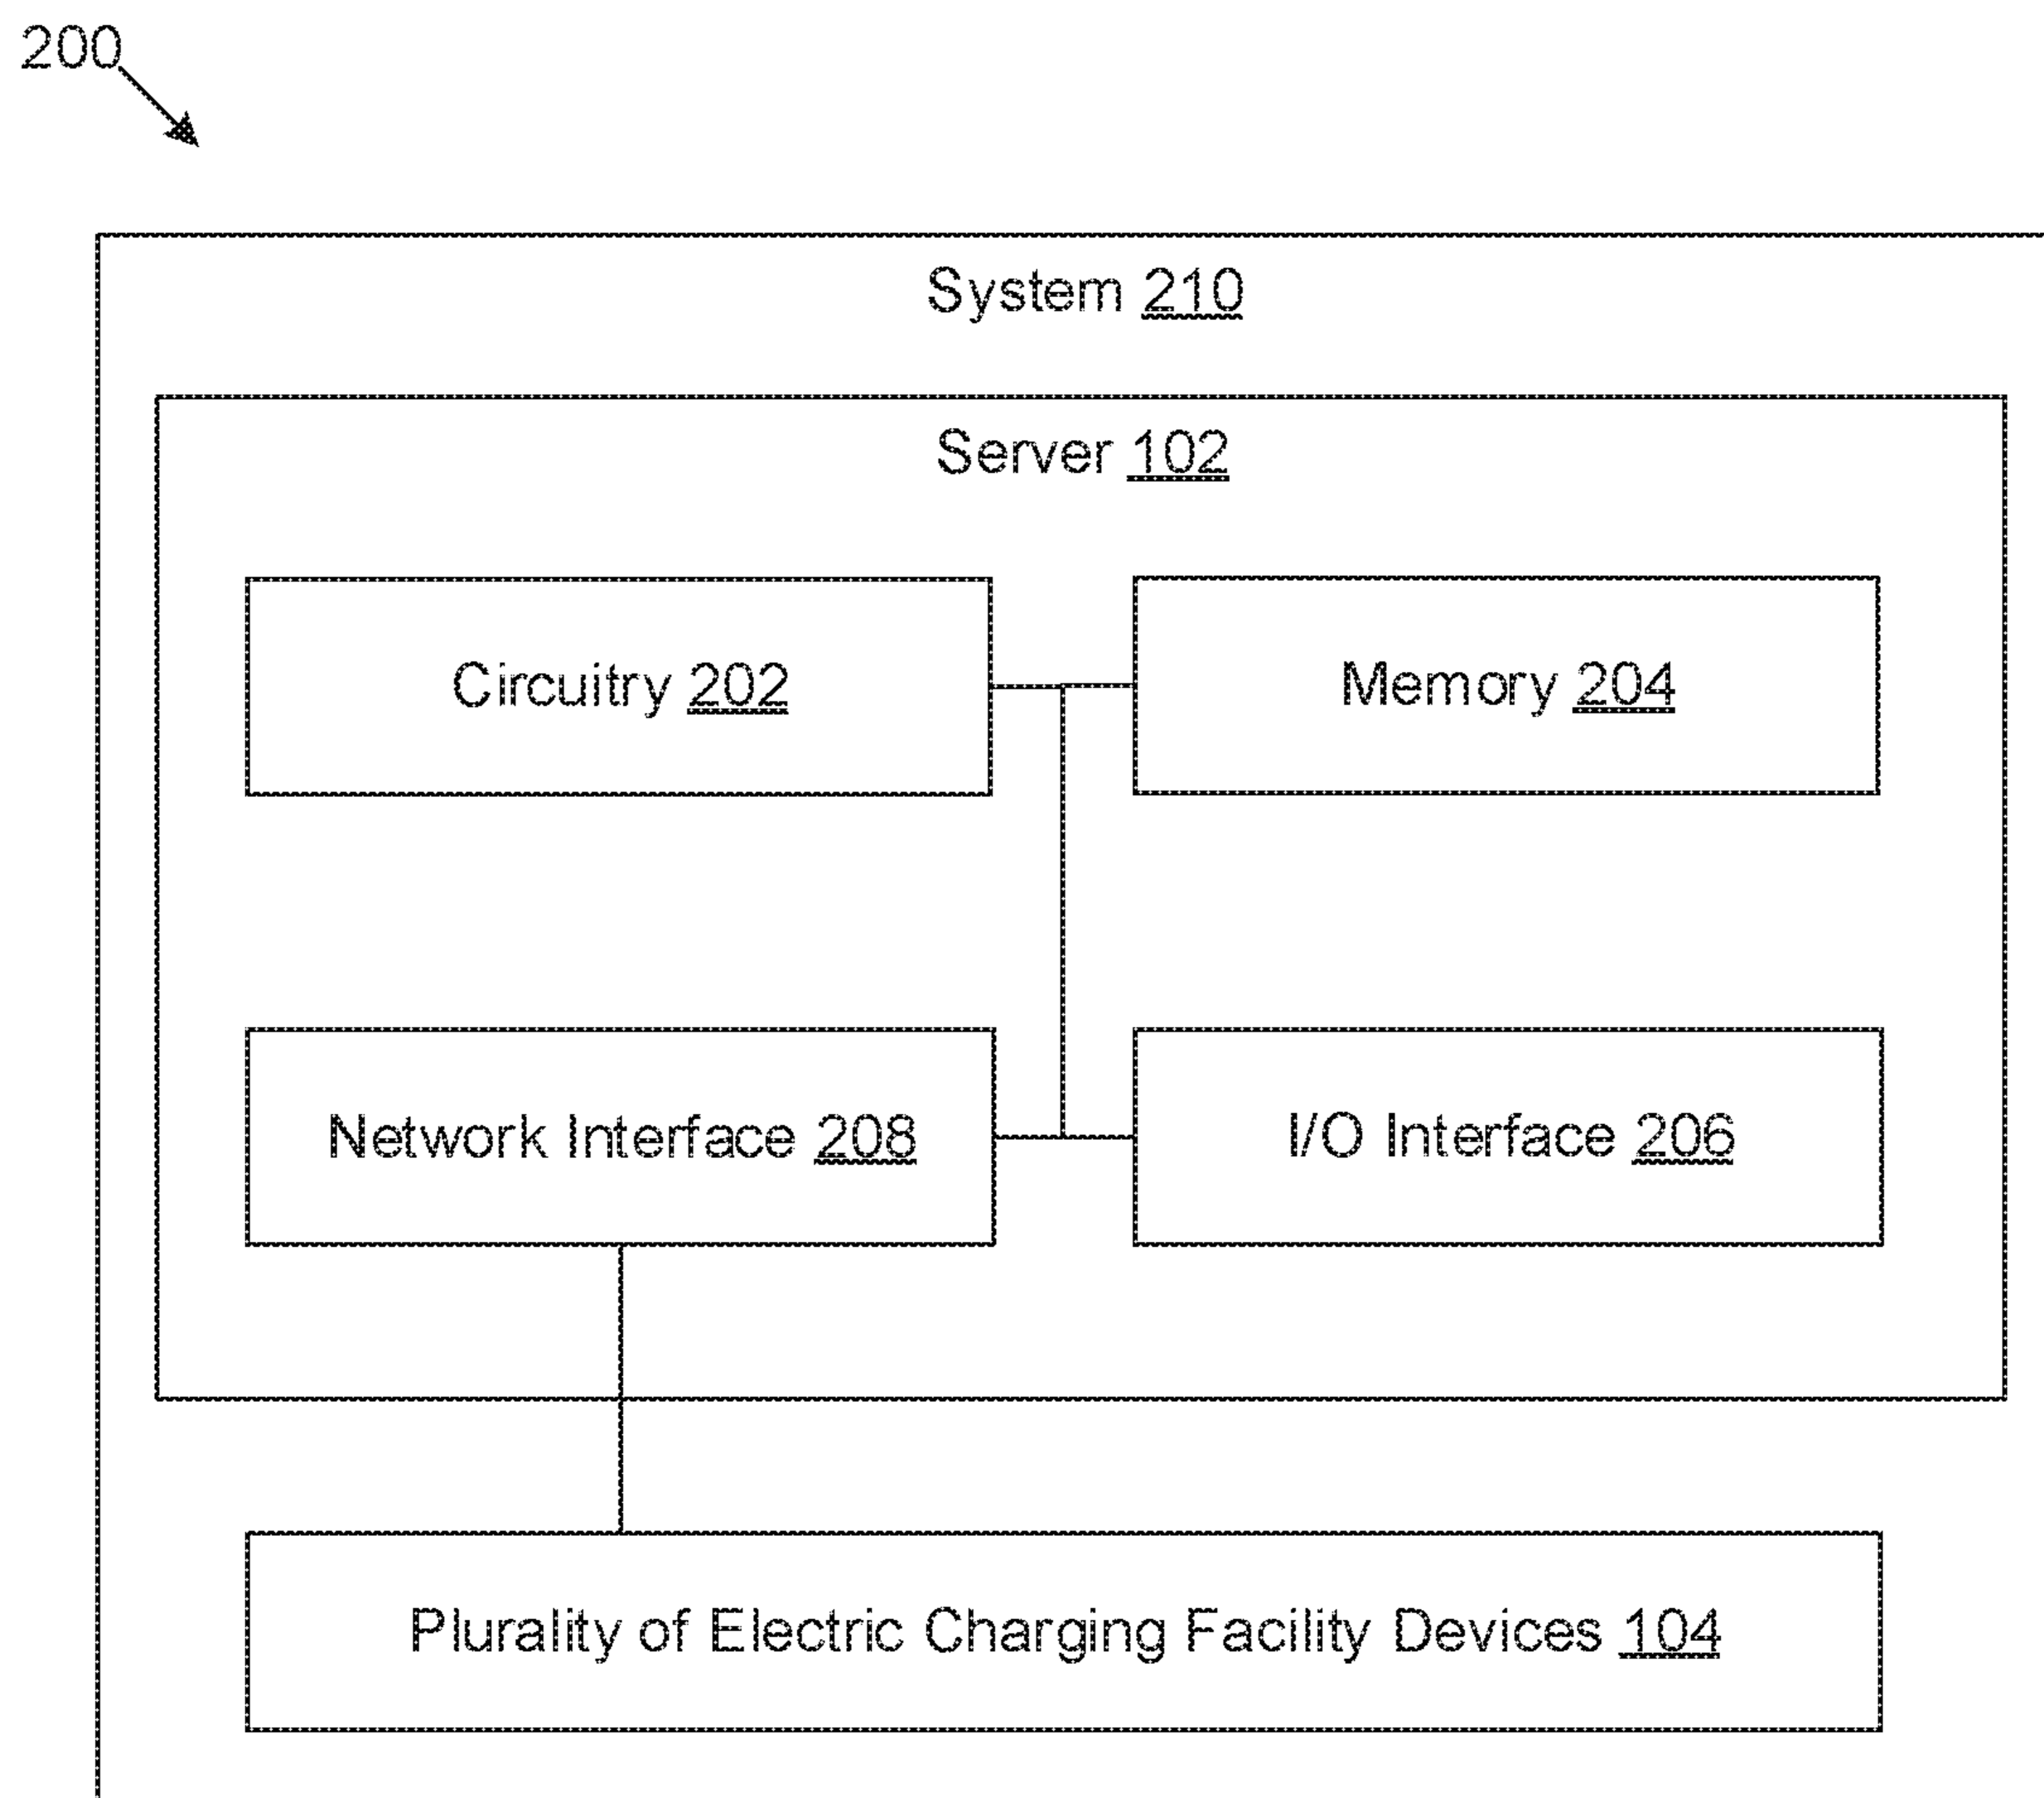 200
System 210
Server 102
Circuitry 202
Memory 204
Network Interface 208
I/O Interface 206
Plurality of Electric Charging Facility Devices 104